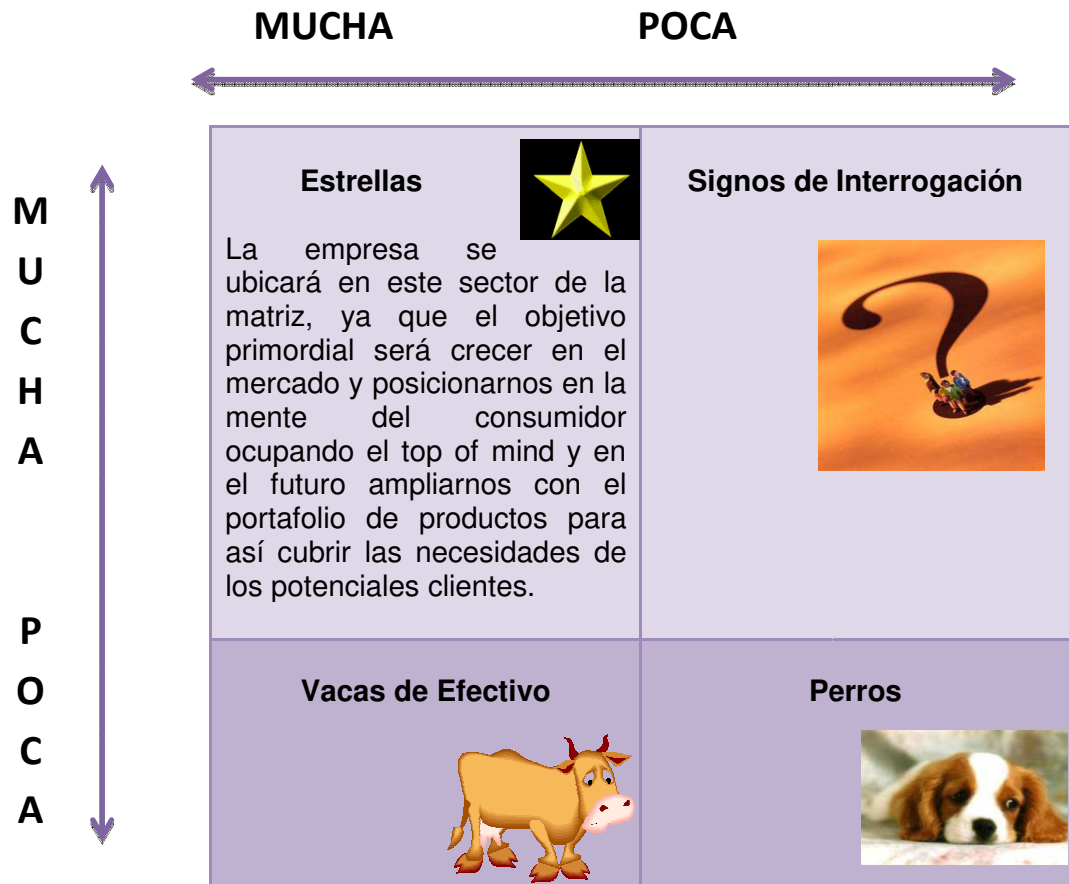 MUCHA POCA
M
U
C
H
A
P
O
C
A
Estrellas
La empresa se
ubicará en este sector de la
matriz, ya que el objetivo
primordial será crecer en el
mercado y posicionarnos en la
mente del consumidor
ocupando el top of mind y en
el futuro ampliarnos con el
portafolio de productos para
así cubrir las necesidades de
los potenciales clientes.
Signos de Interrogación
?
Vacas de Efectivo
Perros